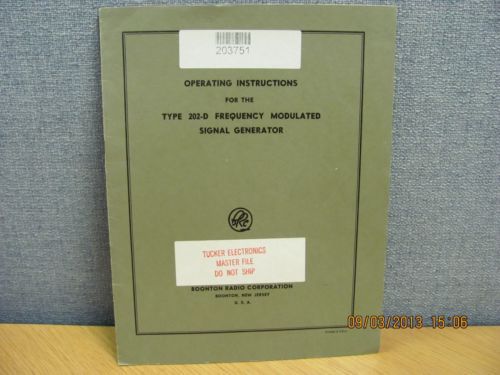 203751
OPERATING INSTRUCTIONS
FOR THE
TYPE 202-D FREQUENCY MODULATED
SIGNAL GENERATOR
BRC
TUCKER ELECTRONICS
MASTER FILE
DO NOT SHIP
BOONTON RADIO CORPORATION
BOONTON, NEW JERSEY
U. S. A.
09/03/2013 15:06